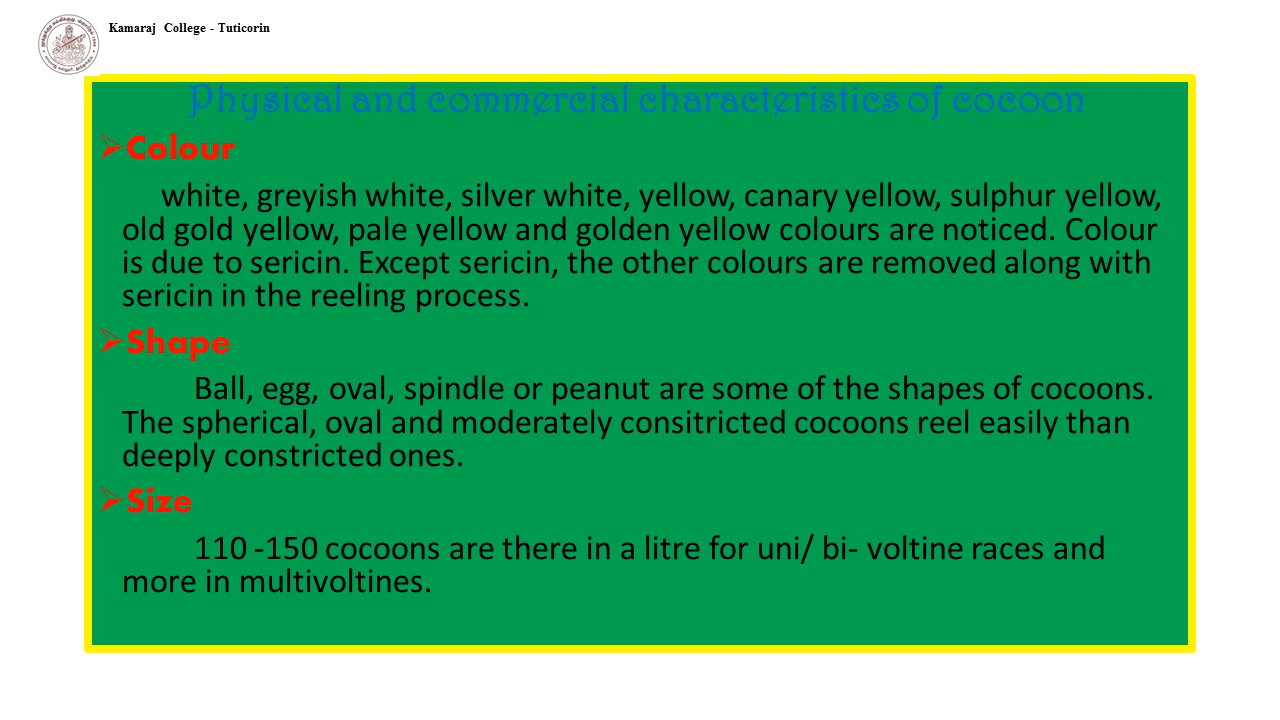 Kamaraj College - Tuticorin
Physical and commercial characteristics of cocoon
➢Colour
white, greyish white, silver white, yellow, canary yellow, sulphur yellow,
old gold yellow, pale yellow and golden yellow colours are noticed. Colour
is due to sericin. Except sericin, the other colours are removed along with
sericin in the reeling process.
➢Shape
Ball, egg, oval, spindle or peanut are some of the shapes of cocoons.
The spherical, oval and moderately consitricted cocoons reel easily than
deeply constricted ones.
➢Size
110 -150 cocoons are there in a litre for uni/ bi- voltine races and
more in multivoltines.